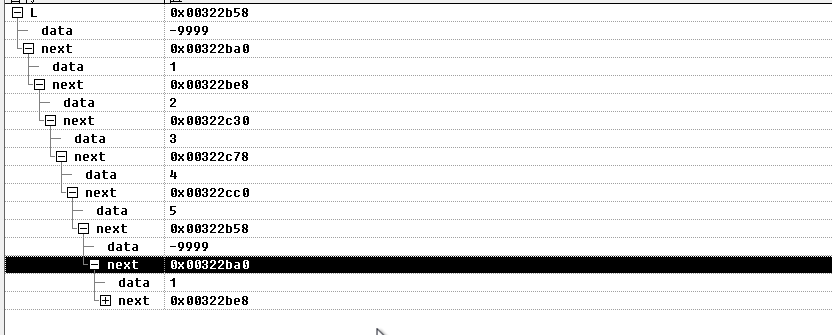 L 0x00322b58
data -9999
next 0x00322ba0
data 1
next 0x00322be8
data 2
next 0x00322c30
data 3
next 0x00322c78
data 4
next 0x00322cc0
data 5
next 0x00322b58
data -9999
next 0x00322ba0
data 1
next 0x00322be8